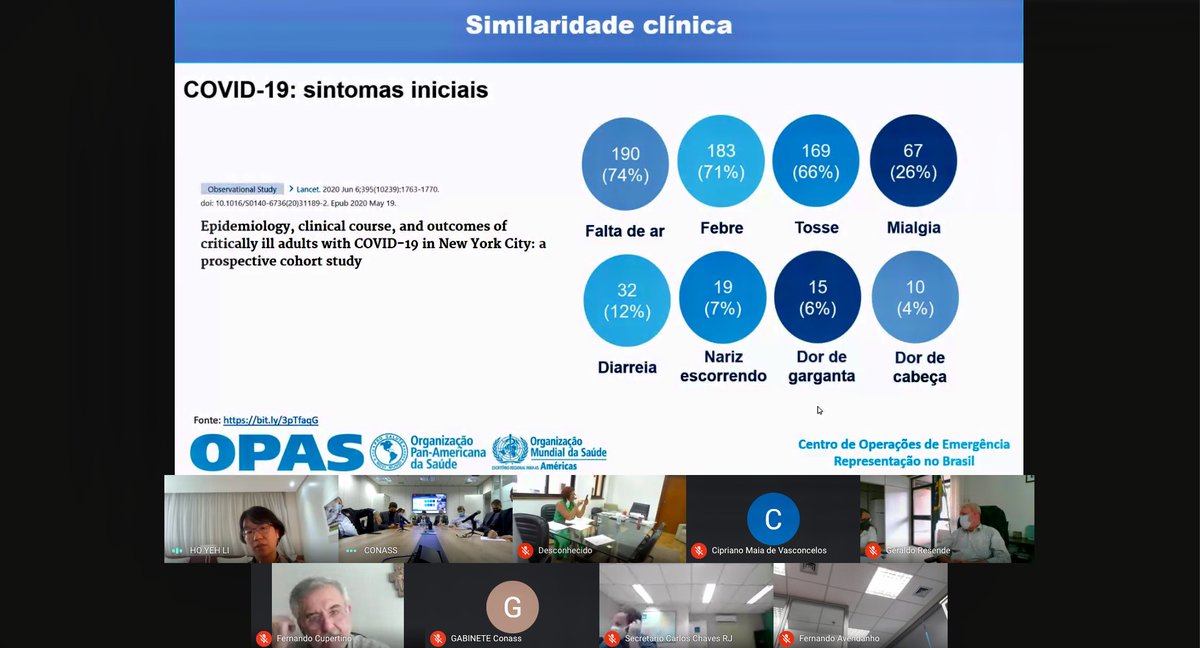 Similaridade clínica
COVID-19: sintomas iniciais
Observational Study > Lancet. 2020 Jun 6;395(10239):1763-1770.
doi: 10.1016/S0140-6736(20)31189-2. Epub 2020 May 19.
Epidemiology, clinical course, and outcomes of
critically ill adults with COVID-19 in New York City: a
prospective cohort study
190
(74%)
Falta de ar
183
(71%)
Febre
169
(66%)
Tosse
67
(26%)
Mialgia
32
(12%)
Diarreia
19
(7%)
Nariz
escorrendo
15
(6%)
Dor de
garganta
10
(4%)
Dor de
cabeça
Fonte: https://bit.ly/3pTfaqG
OPAS
Organização
Pan-Americana
da Saúde
Organização
Mundial da Saúde
ESCRITÓRIO REGIONAL PARA AS Américas
Centro de Operações de Emergência
Representação no Brasil
HO YEH LI
CONASS
Desconhecido
C
Cipriano Maia de Vasconcelos
Geraldo Resende
Fernando Cupertino
G
GABINETE Conass
Secretário Carlos Chaves RJ
Fernando Avendanho